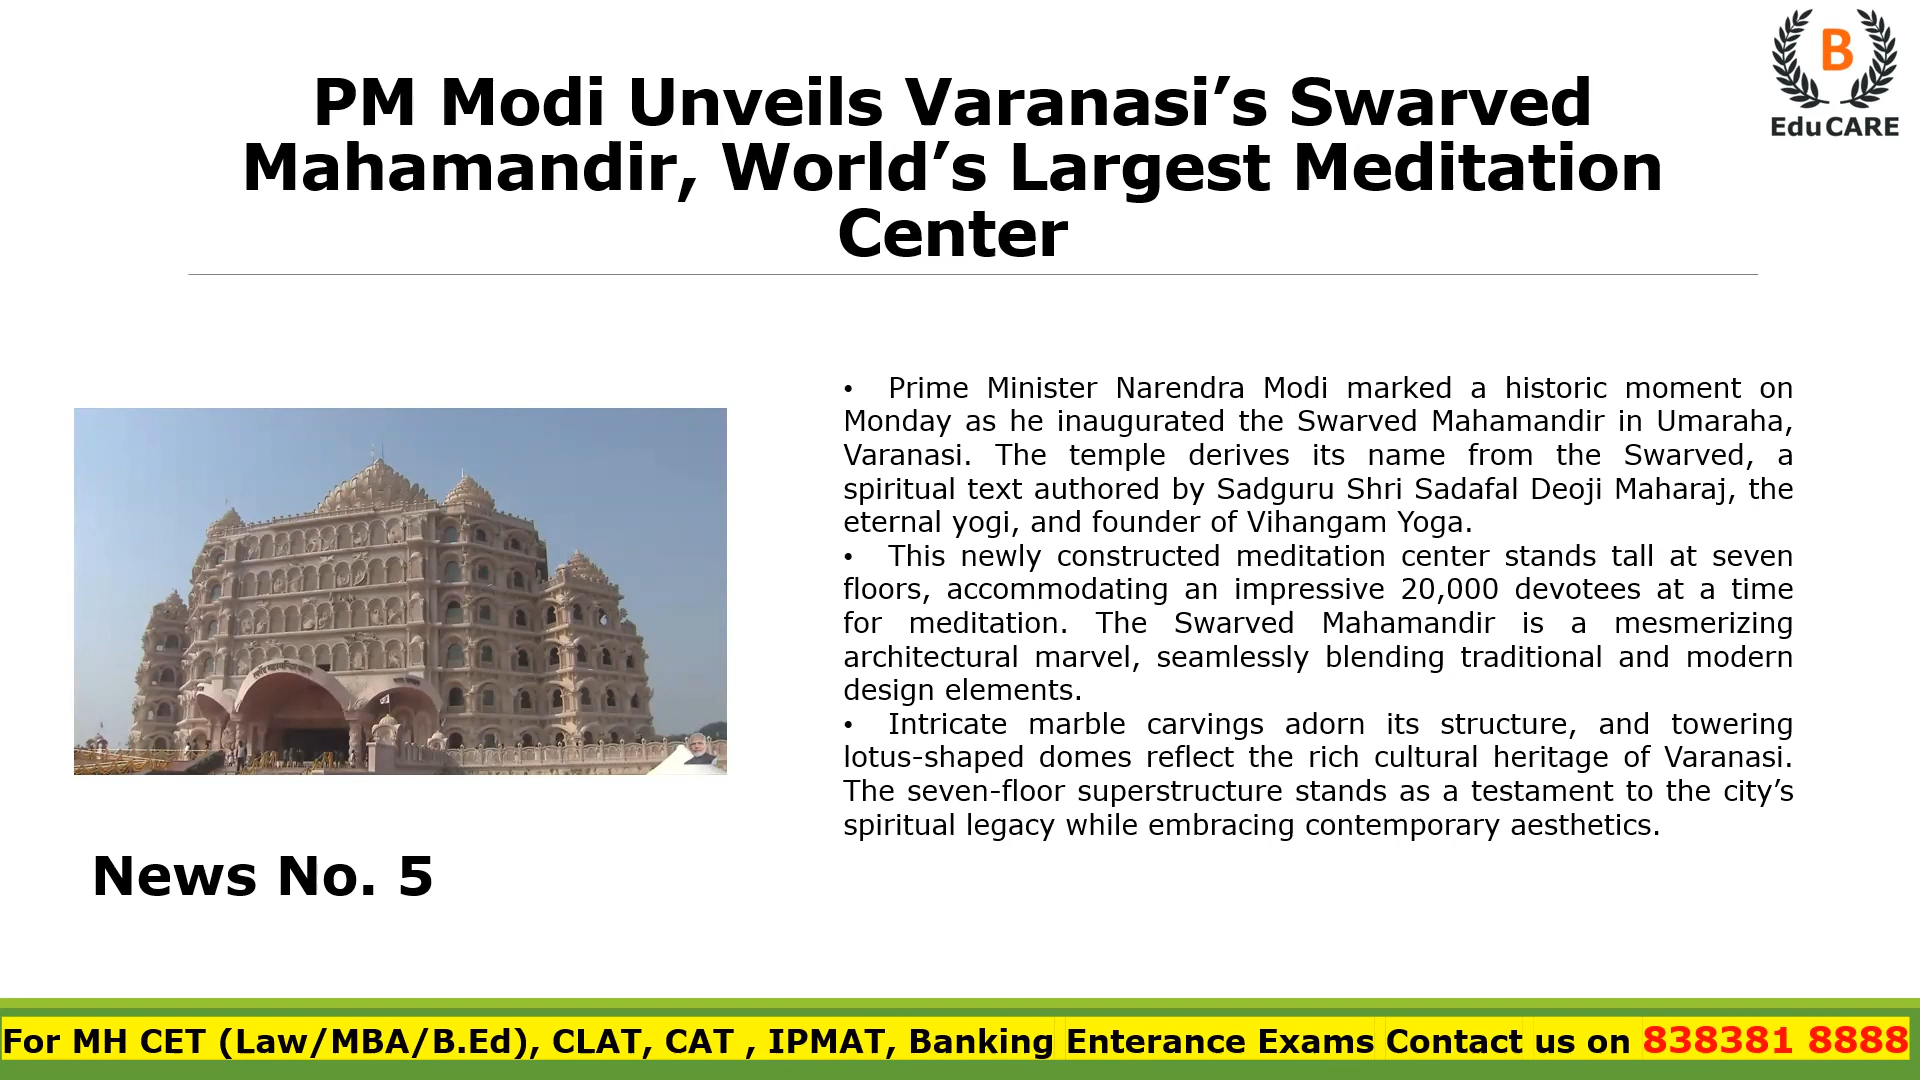 B
EduCARE
PM Modi Unveils Varanasi’s Swarved
Mahamandir, World’s Largest Meditation
Center
• Prime Minister Narendra Modi marked a historic moment on
Monday as he inaugurated the Swarved Mahamandir in Umaraha,
Varanasi. The temple derives its name from the Swarved, a
spiritual text authored by Sadguru Shri Sadafal Deoji Maharaj, the
eternal yogi, and founder of Vihangam Yoga.
• This newly constructed meditation center stands tall at seven
floors, accommodating an impressive 20,000 devotees at a time
for meditation. The Swarved Mahamandir is a mesmerizing
architectural marvel, seamlessly blending traditional and modern
design elements.
• Intricate marble carvings adorn its structure, and towering
lotus-shaped domes reflect the rich cultural heritage of Varanasi.
The seven-floor superstructure stands as a testament to the city’s
spiritual legacy while embracing contemporary aesthetics.
News No. 5
For MH CET (Law/MBA/B.Ed), CLAT, CAT , IPMAT, Banking Enterance Exams Contact us on 838381 8888